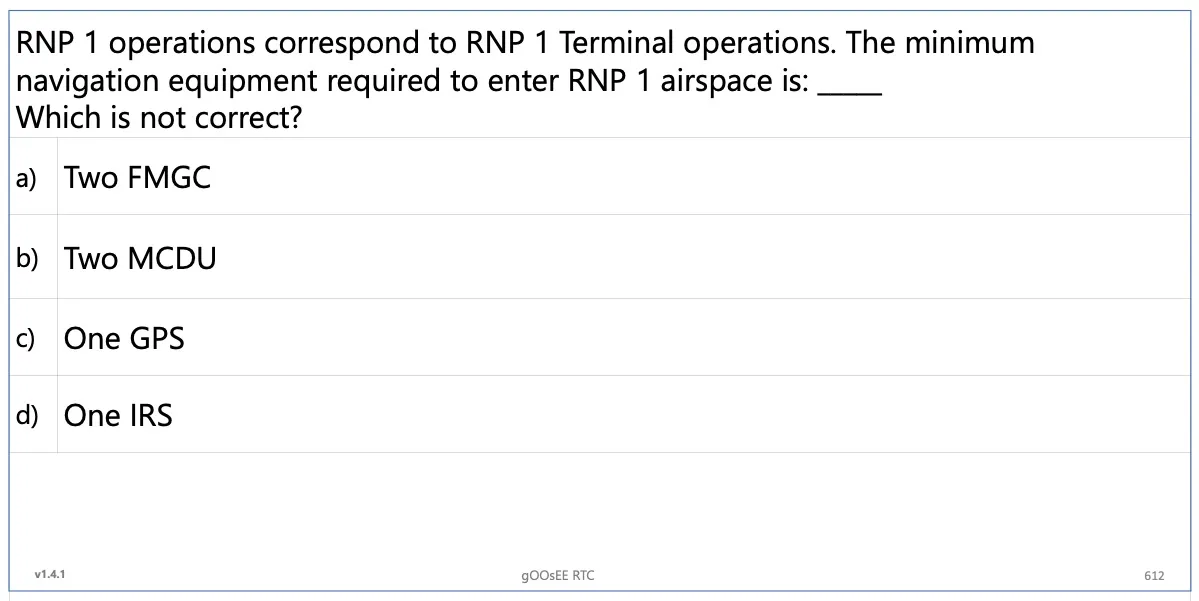 RNP 1 operations correspond to RNP 1 Terminal operations. The minimum
navigation equipment required to enter RNP 1 airspace is: _____
Which is not correct?
a) Two FMGC
b) Two MCDU
c) One GPS
d) One IRS
v1.4.1 gOOsEE RTC 612